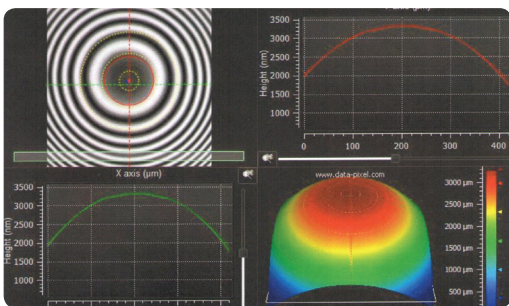 3500
3000
2500
2000
1500
1000
Height (nm)
0
100
200
300
400
X axis (µm)
3500
3000
2500
2000
1500
1000
Height (nm)
www.data-pixel.com
3000 µm
2500 µm
2000 µm
1500 µm
1000 µm
500 µm